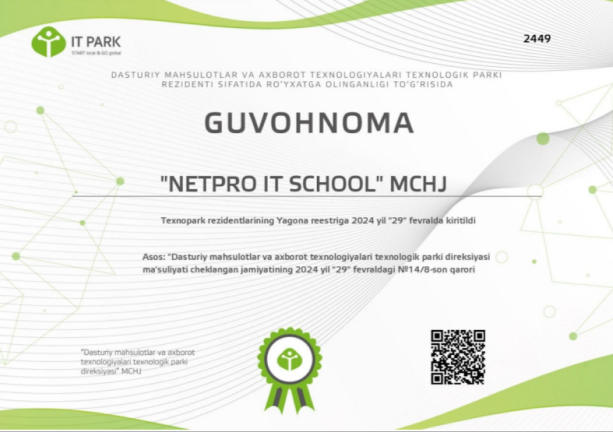 IT PARK
START local & GO global
2449
DASTURIY MAHSULOTLAR VA AXBOROT TEXNOLOGIYALARI TEXNOLOGIK PARKI
REZIDENTI SIFATIDA RO'YXATGA OLINGANLIGI TO'G'RISIDA
GUVOHNOMA
"NETPRO IT SCHOOL" MCHJ
Texnopark rezidentlarining Yagona reestriga 2024 yil "29" fevralda kiritildi
Asos: "Dasturiy mahsulotlar va axborot texnologiyalari texnologik parki direksiyasi
ma'suliyati cheklangan jamiyatining 2024 yil "29" fevraldagi №14/8-son qarori
"Dasturiy mahsulotlar va axborot
texnologiyalari texnologik parki
direksiyasi" MCHJ